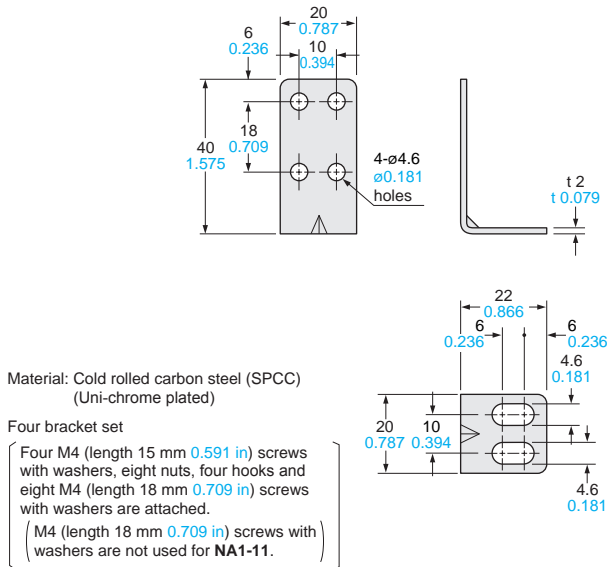 20
0.787
6
0.236
10
0.394
18
0.709
40
1.575
4-ø4.6
ø0.181
holes
t 2
t 0.079
22
0.866
6
0.236
6
0.236
4.6
0.181
20
0.787
10
0.394
4.6
0.181
Material: Cold rolled carbon steel (SPCC)
(Uni-chrome plated)
Four bracket set
Four M4 (length 15 mm 0.591 in) screws
with washers, eight nuts, four hooks and
eight M4 (length 18 mm 0.709 in) screws
with washers are attached.
M4 (length 18 mm 0.709 in) screws with
washers are not used for NA1-11.